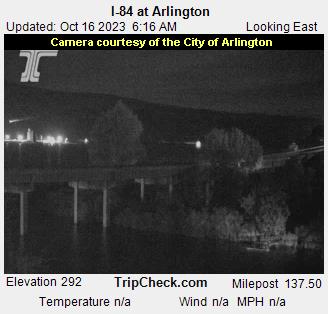 I-84 at Arlington
Updated: Oct 16 2023 6:16 AM Looking East
Camera courtesy of the City of Arlington
Elevation 292 TripCheck.com Milepost 137.50
Temperature n/a Wind n/a MPH n/a